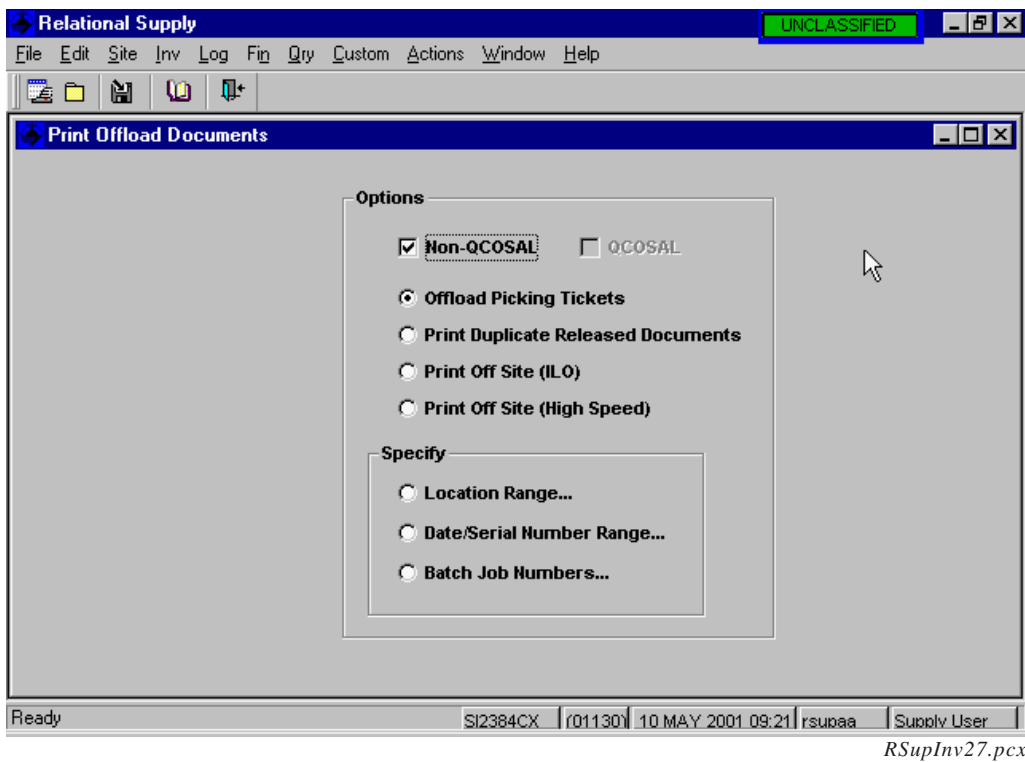 Relational Supply UNCLASSIFIED
File Edit Site Inv Log Fin Qry Custom Actions Window Help
Print Offload Documents
Options
Non-QCOSAL QCOSAL
Offload Picking Tickets
Print Duplicate Released Documents
Print Off Site (ILO)
Print Off Site (High Speed)
Specify
Location Range...
Date/Serial Number Range...
Batch Job Numbers...
Ready SI2384CX (01130) 10 MAY 2001 09:21 rsupaa Supply User
RSupInv27.pcx